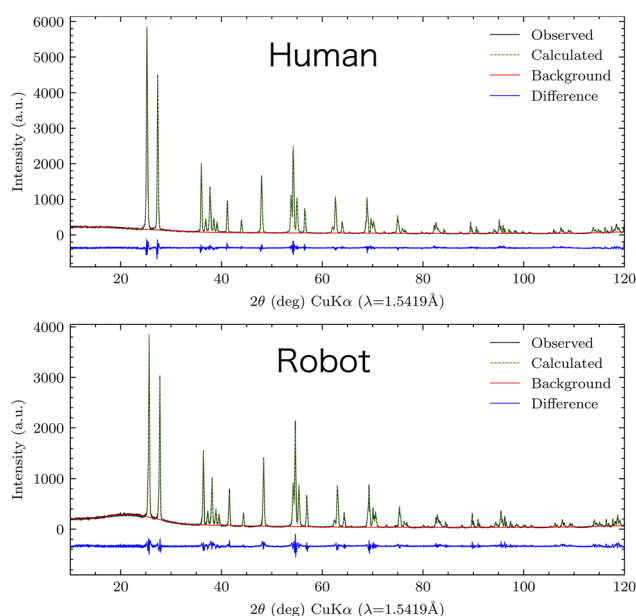 6000
5000
4000
3000
2000
1000
0
Intensity (a.u.)
Human
Observed
Calculated
Background
Difference
20 40 60 80 100 120
2θ (deg) CuKα (λ=1.5419Å)
4000
3000
2000
1000
0
Intensity (a.u.)
Robot
Observed
Calculated
Background
Difference
20 40 60 80 100 120
2θ (deg) CuKα (λ=1.5419Å)